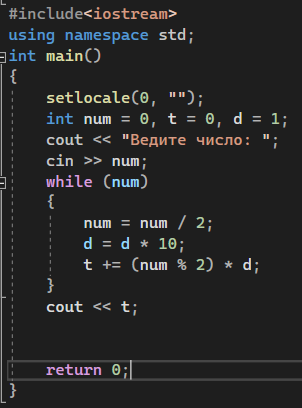 #include<iostream>
using namespace std;
int main()
{
setlocale(0, "");
int num = 0, t = 0, d = 1;
cout << "Ведите число: ";
cin >> num;
while (num)
{
num = num / 2;
d = d * 10;
t += (num % 2) * d;
}
cout << t;
return 0;
}